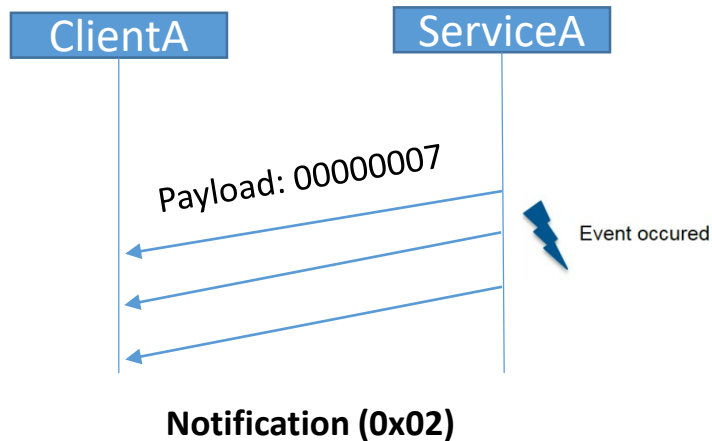 ClientA
ServiceA
Payload: 00000007
Event occured
Notification (0x02)